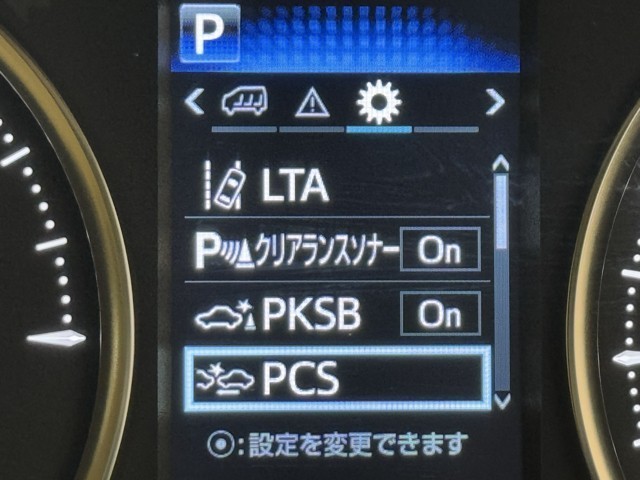 P
LTA
Pクリアランスソナー On
PKSB On
PCS
:設定を変更できます